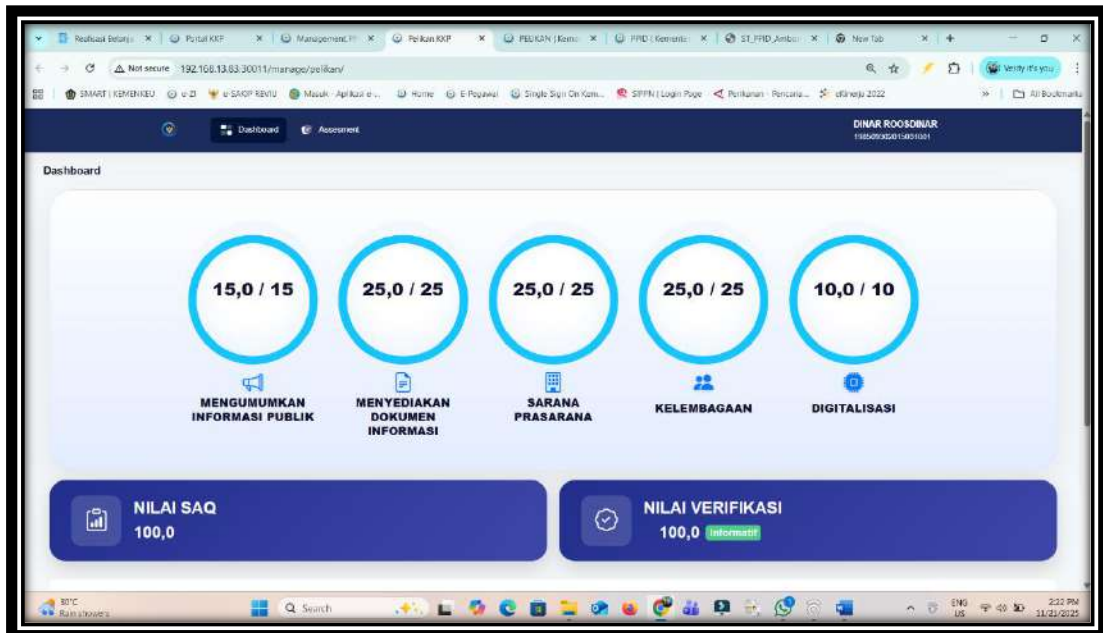 Realisasi Belanja
Portal KKP
Management
Pelikan KKP
PELIKAN | Keme
PPID | Kementer
ST_PPID_Ambo
New Tab
Not secure 192.168.13.83:30011/manage/pelikan/
Verify it's you
SMART | KEMENKEU
e-SAKIP REVIU
Masuk - Aplikasi e-...
Home
E-Pegawai
Single Sign On Kem...
SIPPN | Login Page
Perikanan - Pencaria...
eKinerja 2022
All Bookmarks
Dashboard
Assesment
DINAR ROOSDINAR
Dashboard
15,0 / 15
25,0 / 25
25,0 / 25
25,0 / 25
10,0 / 10
MENGUMUMKAN
INFORMASI PUBLIK
MENYEDIAKAN
DOKUMEN
INFORMASI
SARANA
PRASARANA
KELEMBAGAAN
DIGITALISASI
NILAI SAQ
100,0
NILAI VERIFIKASI
100,0 Informatif
30°C
Rain showers
Search
ENG
US
2:22 PM
11/21/2025